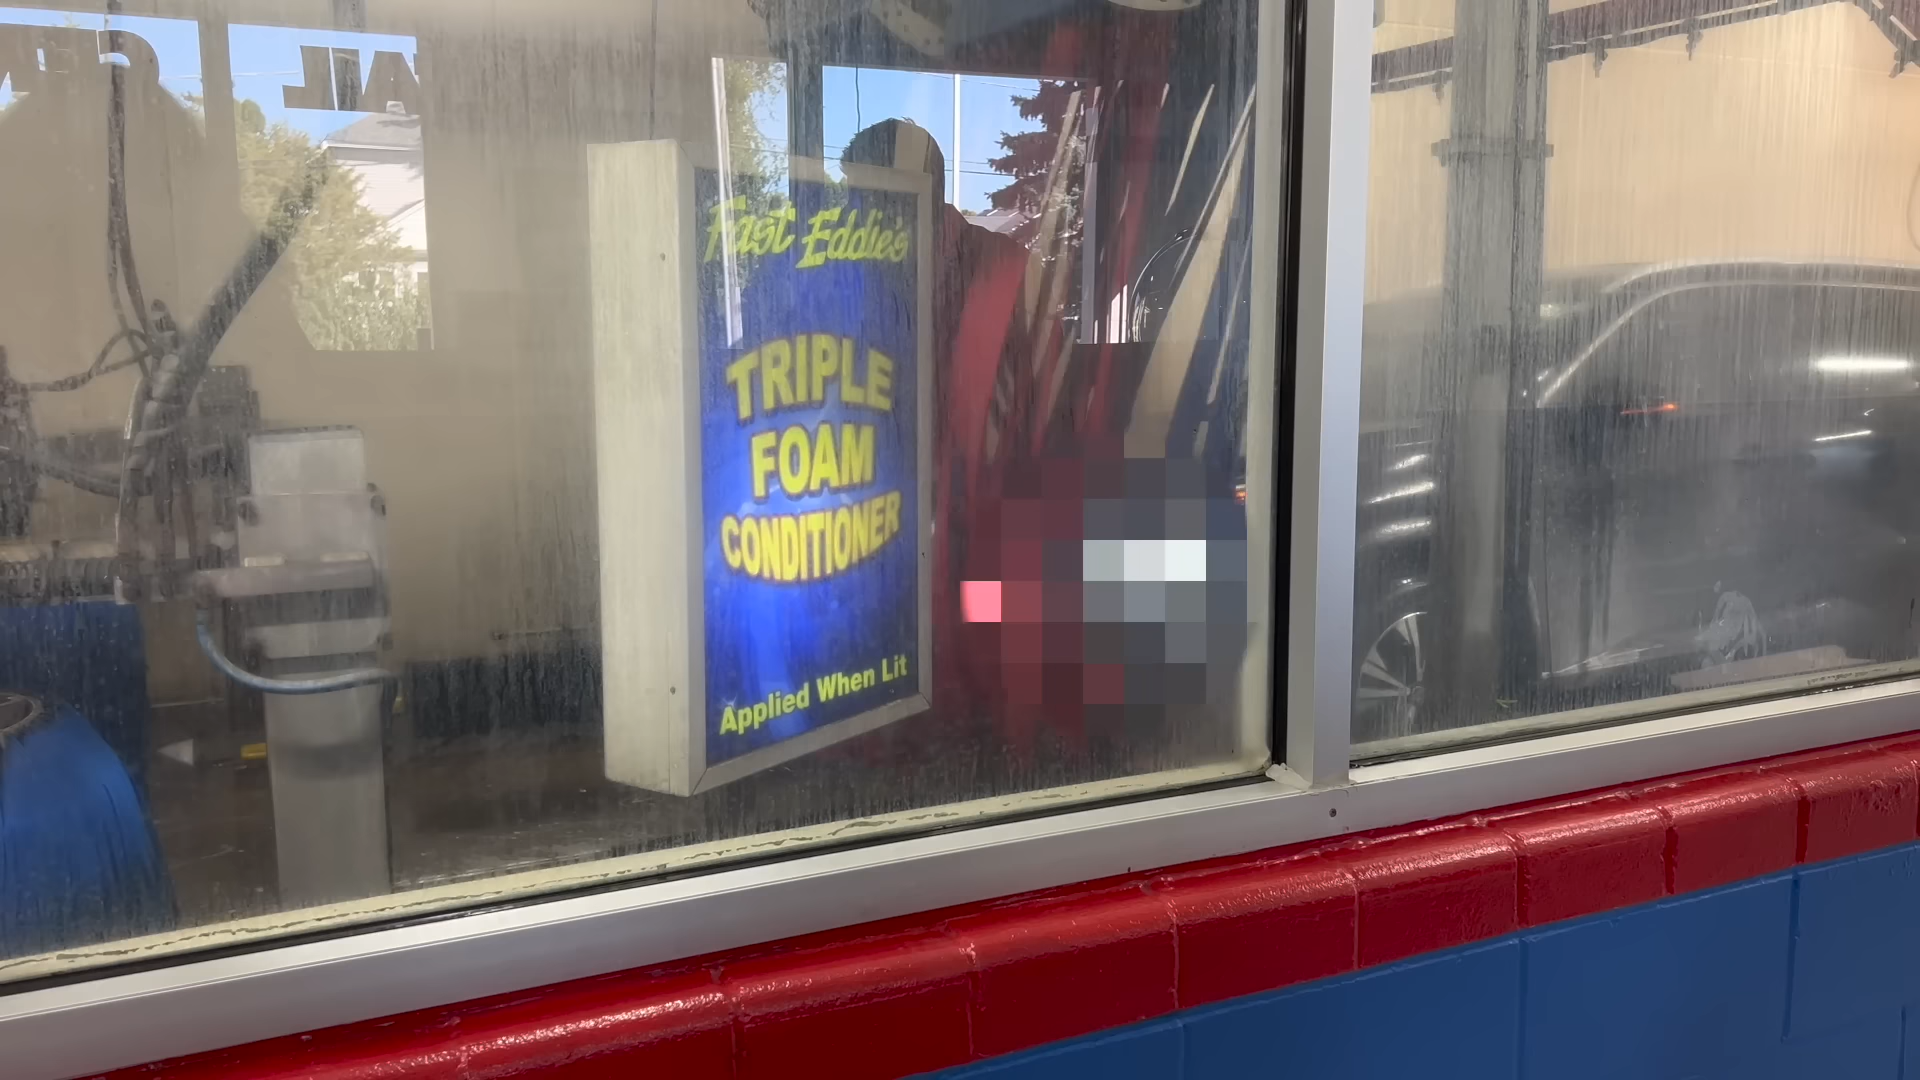 Fast Eddie's
TRIPLE
FOAM
CONDITIONER
Applied When Lit